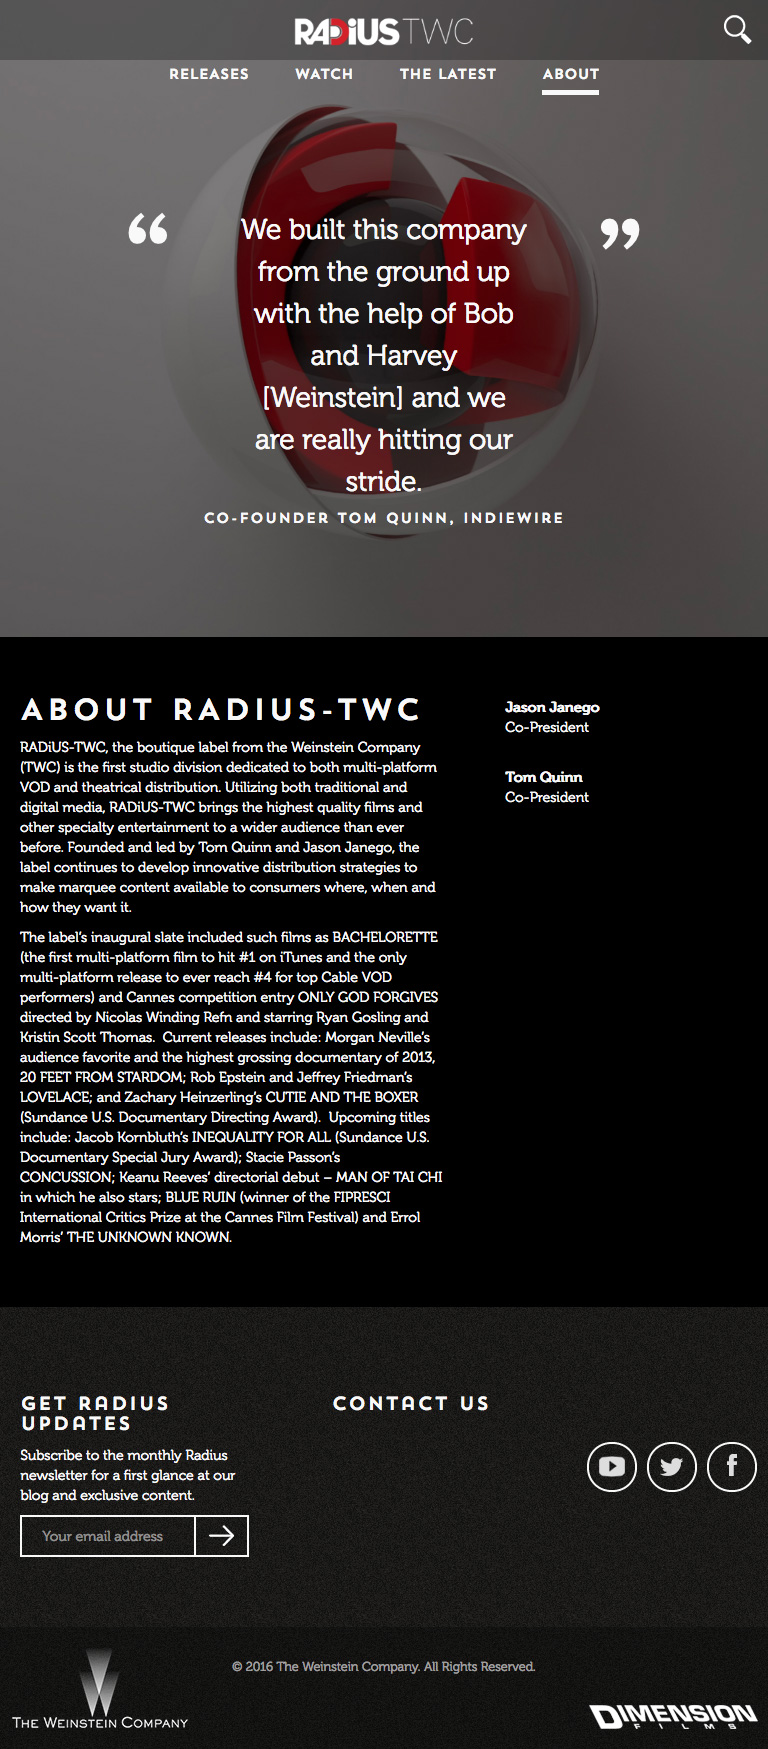 RADiUSTWC
RELEASES WATCH THE LATEST ABOUT
“ ”
We built this company
from the ground up
with the help of Bob
and Harvey
[Weinstein] and we
are really hitting our
stride.
CO-FOUNDER TOM QUINN, INDIEWIRE
ABOUT RADIUS-TWC
RADiUS-TWC, the boutique label from the Weinstein Company
(TWC) is the first studio division dedicated to both multi-platform
VOD and theatrical distribution. Utilizing both traditional and
digital media, RADiUS-TWC brings the highest quality films and
other specialty entertainment to a wider audience than ever
before. Founded and led by Tom Quinn and Jason Janego, the
label continues to develop innovative distribution strategies to
make marquee content available to consumers where, when and
how they want it.
The label’s inaugural slate included such films as BACHELORETTE
(the first multi-platform film to hit #1 on iTunes and the only
multi-platform release to ever reach #4 for top Cable VOD
performers) and Cannes competition entry ONLY GOD FORGIVES
directed by Nicolas Winding Refn and starring Ryan Gosling and
Kristin Scott Thomas.  Current releases include: Morgan Neville’s
audience favorite and the highest grossing documentary of 2013,
20 FEET FROM STARDOM; Rob Epstein and Jeffrey Friedman’s
LOVELACE; and Zachary Heinzerling’s CUTIE AND THE BOXER
(Sundance U.S. Documentary Directing Award).  Upcoming titles
include: Jacob Kornbluth’s INEQUALITY FOR ALL (Sundance U.S.
Documentary Special Jury Award); Stacie Passon’s
CONCUSSION; Keanu Reeves’ directorial debut – MAN OF TAI CHI
in which he also stars; BLUE RUIN (winner of the FIPRESCI
International Critics Prize at the Cannes Film Festival) and Errol
Morris’ THE UNKNOWN KNOWN.
Jason Janego
Co-President
Tom Quinn
Co-President
GET RADIUS
UPDATES
Subscribe to the monthly Radius
newsletter for a first glance at our
blog and exclusive content.
Your email address
CONTACT US
© 2016 The Weinstein Company. All Rights Reserved.
THE WEINSTEIN COMPANY
DIMENSION
FILMS